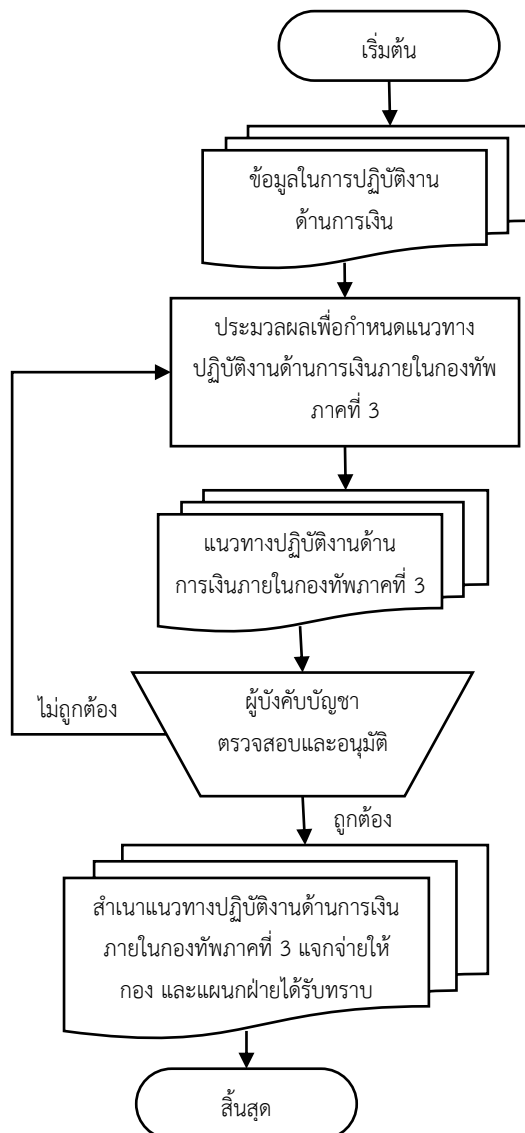 เริ่มต้น
ข้อมูลในการปฏิบัติงาน
ด้านการเงิน
ประมวลผลเพื่อกำหนดแนวทาง
ปฏิบัติงานด้านการเงินภายในกองทัพ
ภาคที่ 3
แนวทางปฏิบัติงานด้าน
การเงินภายในกองทัพภาคที่ 3
ผู้บังคับบัญชา
ไม่ถูกต้อง
ตรวจสอบและอนุมัติ
ถูกต้อง
สำเนาแนวทางปฏิบัติงานด้านการเงิน
ภายในกองทัพภาคที่ 3 แจกจ่ายให้
กอง และแผนกฝ่ายได้รับทราบ
สิ้นสุด